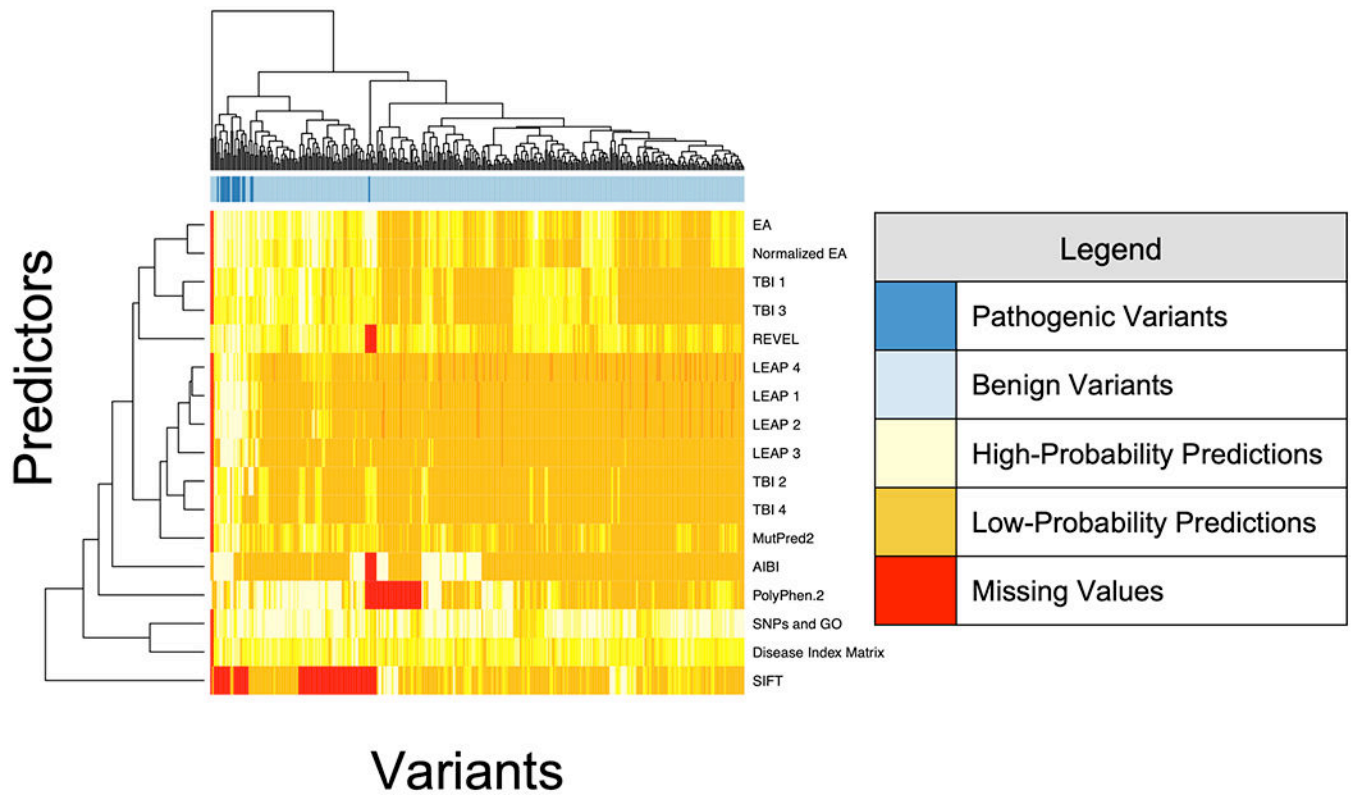 Predictors
EA
Normalized EA
TBI 1
TBI 3
REVEL
LEAP 4
LEAP 1
LEAP 2
LEAP 3
TBI 2
TBI 4
MutPred2
AIBI
PolyPhen.2
SNPs and GO
Disease Index Matrix
SIFT
Variants
Legend
Pathogenic Variants
Benign Variants
High-Probability Predictions
Low-Probability Predictions
Missing Values